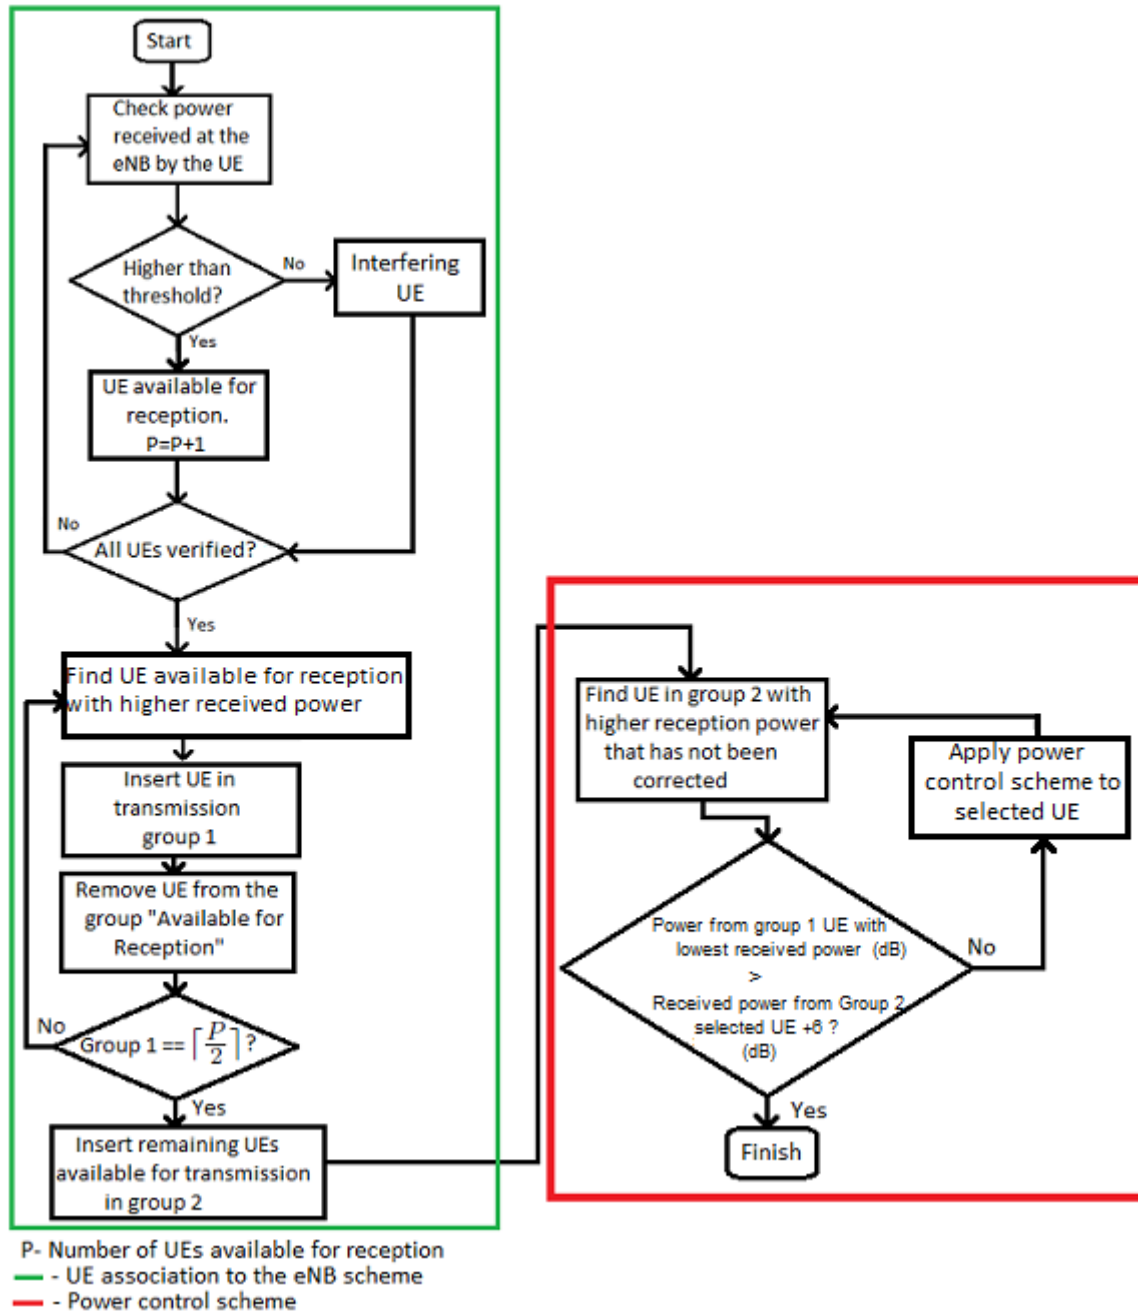 Start
Check power
received at the
eNB by the UE
Higher than
threshold?
No
Interfering
UE
Yes
UE available for
reception.
P=P+1
No
All UEs verified?
Yes
Find UE available for reception
with higher received power
Insert UE in
transmission
group 1
Remove UE from the
group "Available for
Reception"
No
Group 1 == ⌈P/2⌉?
Yes
Insert remaining UEs
available for transmission
in group 2
Find UE in group 2 with
higher reception power
that has not been
corrected
Apply power
control scheme to
selected UE
Power from group 1 UE with
lowest received power (dB)
>
Received power from Group 2
selected UE +6 ?
(dB)
No
Yes
Finish
P- Number of UEs available for reception
- UE association to the eNB scheme
- Power control scheme